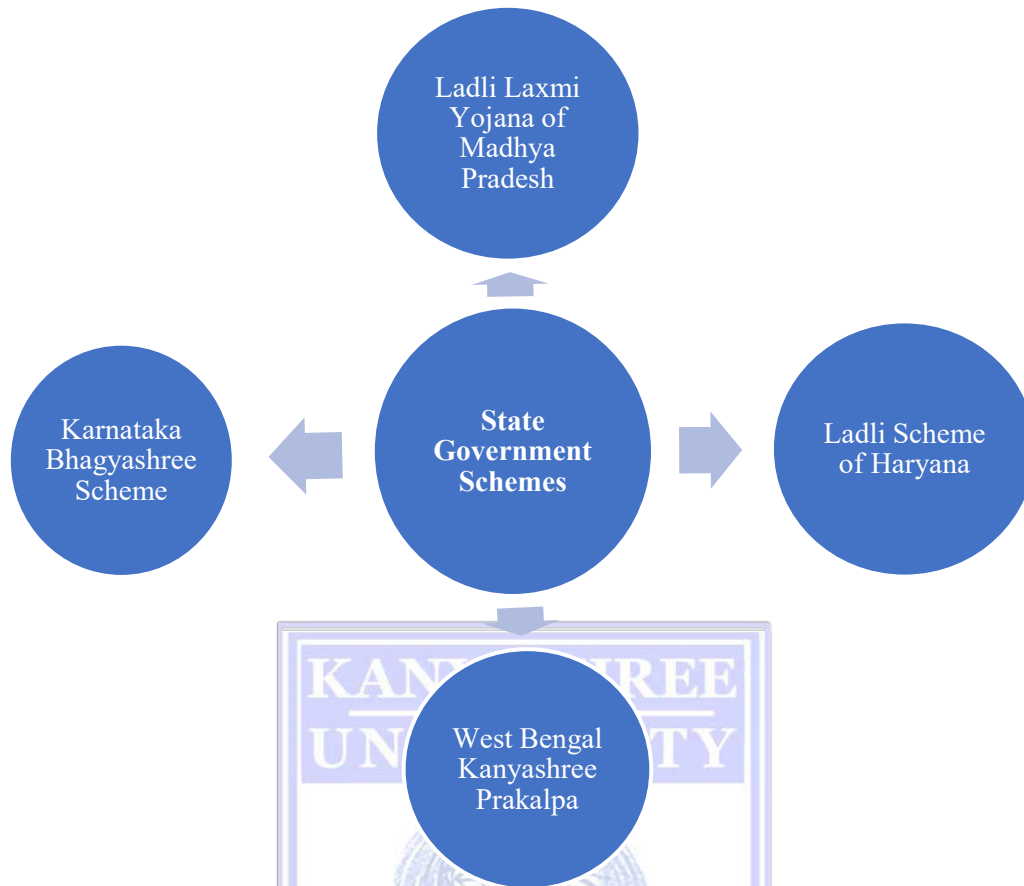 Ladli Laxmi
Yojana of
Madhya
Pradesh
Karnataka
Bhagyashree
Scheme
State
Government
Schemes
Ladli Scheme
of Haryana
West Bengal
Kanyashree
Prakalpa